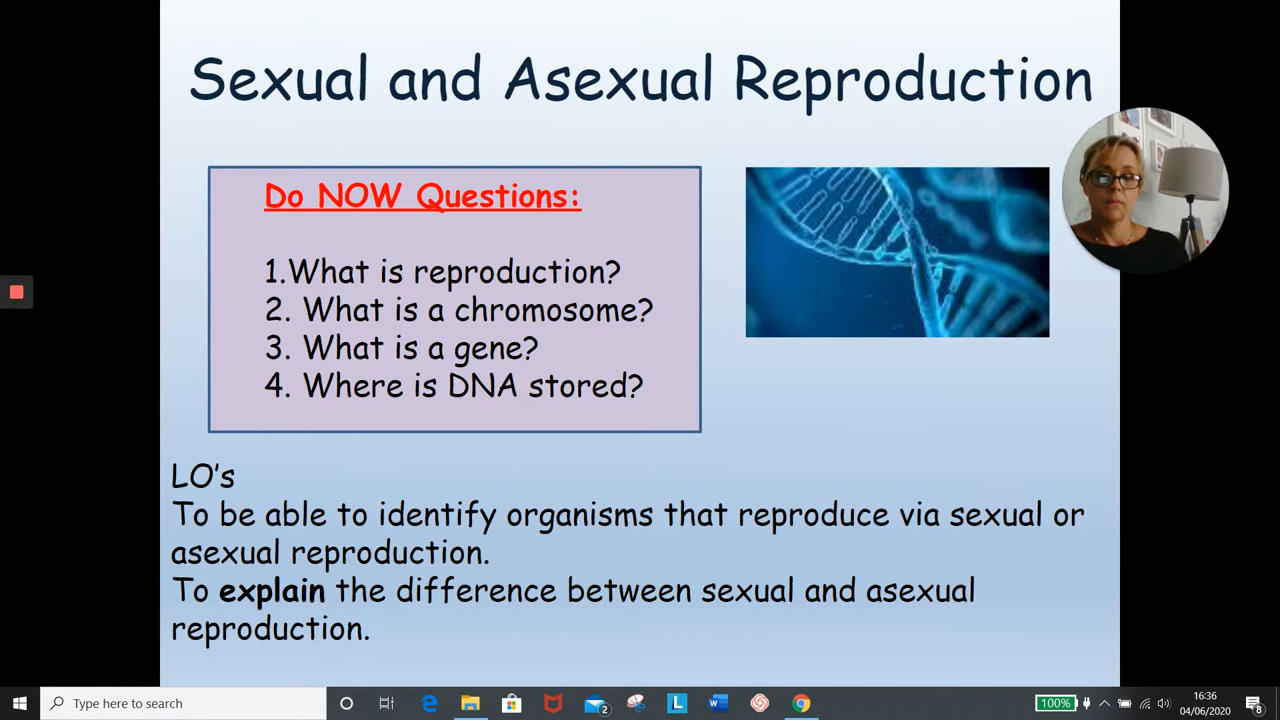 Sexual and Asexual Reproduction
Do NOW Questions:
1.What is reproduction?
2. What is a chromosome?
3. What is a gene?
4. Where is DNA stored?
LO's
To be able to identify organisms that reproduce via sexual or
asexual reproduction.
To explain the difference between sexual and asexual
reproduction.
Type here to search
2
L
W
100%
16:36
04/06/2020
8